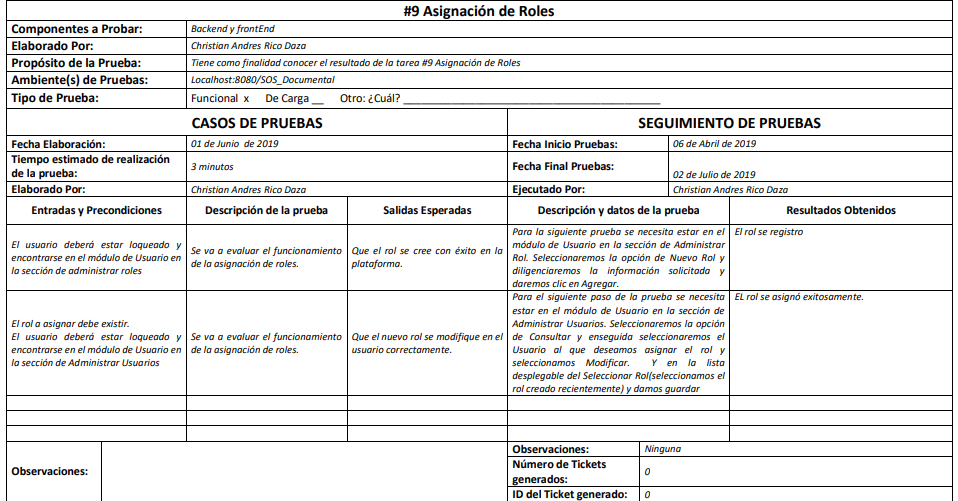 #9 Asignación de Roles
Componentes a Probar: Backend y frontEnd
Elaborado Por: Christian Andres Rico Daza
Propósito de la Prueba: Tiene como finalidad conocer el resultado de la tarea #9 Asignación de Roles
Ambiente(s) de Pruebas: Localhost:8080/SOS_Documental
Tipo de Prueba: Funcional x De Carga __ Otro: ¿Cuál? ___________________________________________
CASOS DE PRUEBAS
SEGUIMIENTO DE PRUEBAS
Fecha Elaboración: 01 de Junio de 2019
Fecha Inicio Pruebas: 06 de Abril de 2019
Tiempo estimado de realización
de la prueba:
3 minutos
Fecha Final Pruebas:
02 de Julio de 2019
Elaborado Por: Christian Andres Rico Daza
Ejecutado Por: Christian Andres Rico Daza
Entradas y Precondiciones
Descripción de la prueba
Salidas Esperadas
Descripción y datos de la prueba
Resultados Obtenidos
El usuario deberá estar loqueado y
encontrarse en el módulo de Usuario en
la sección de administrar roles
Se va a evaluar el funcionamiento
de la asignación de roles.
Que el rol se cree con éxito en la
plataforma.
Para la siguiente prueba se necesita estar en el
módulo de Usuario en la sección de Administrar
Rol. Seleccionaremos la opción de Nuevo Rol y
diligenciaremos la información solicitada y
daremos clic en Agregar.
El rol se registro
El rol a asignar debe existir.
El usuario deberá estar loqueado y
encontrarse en el módulo de Usuario en
la sección de Administrar Usuarios
Se va a evaluar el funcionamiento
de la asignación de roles.
Que el nuevo rol se modifique en el
usuario correctamente.
Para el siguiente paso de la prueba se necesita
estar en el módulo de Usuario en la sección de
Administrar Usuarios. Seleccionaremos la opción
de Consultar y enseguida seleccionaremos el
Usuario al que deseamos asignar el rol y
seleccionamos Modificar. Y en la lista
desplegable del Seleccionar Rol(seleccionamos el
rol creado recientemente) y damos guardar
EL rol se asignó exitosamente.
Observaciones:
Observaciones: Ninguna
Número de Tickets
generados:
0
ID del Ticket generado: 0